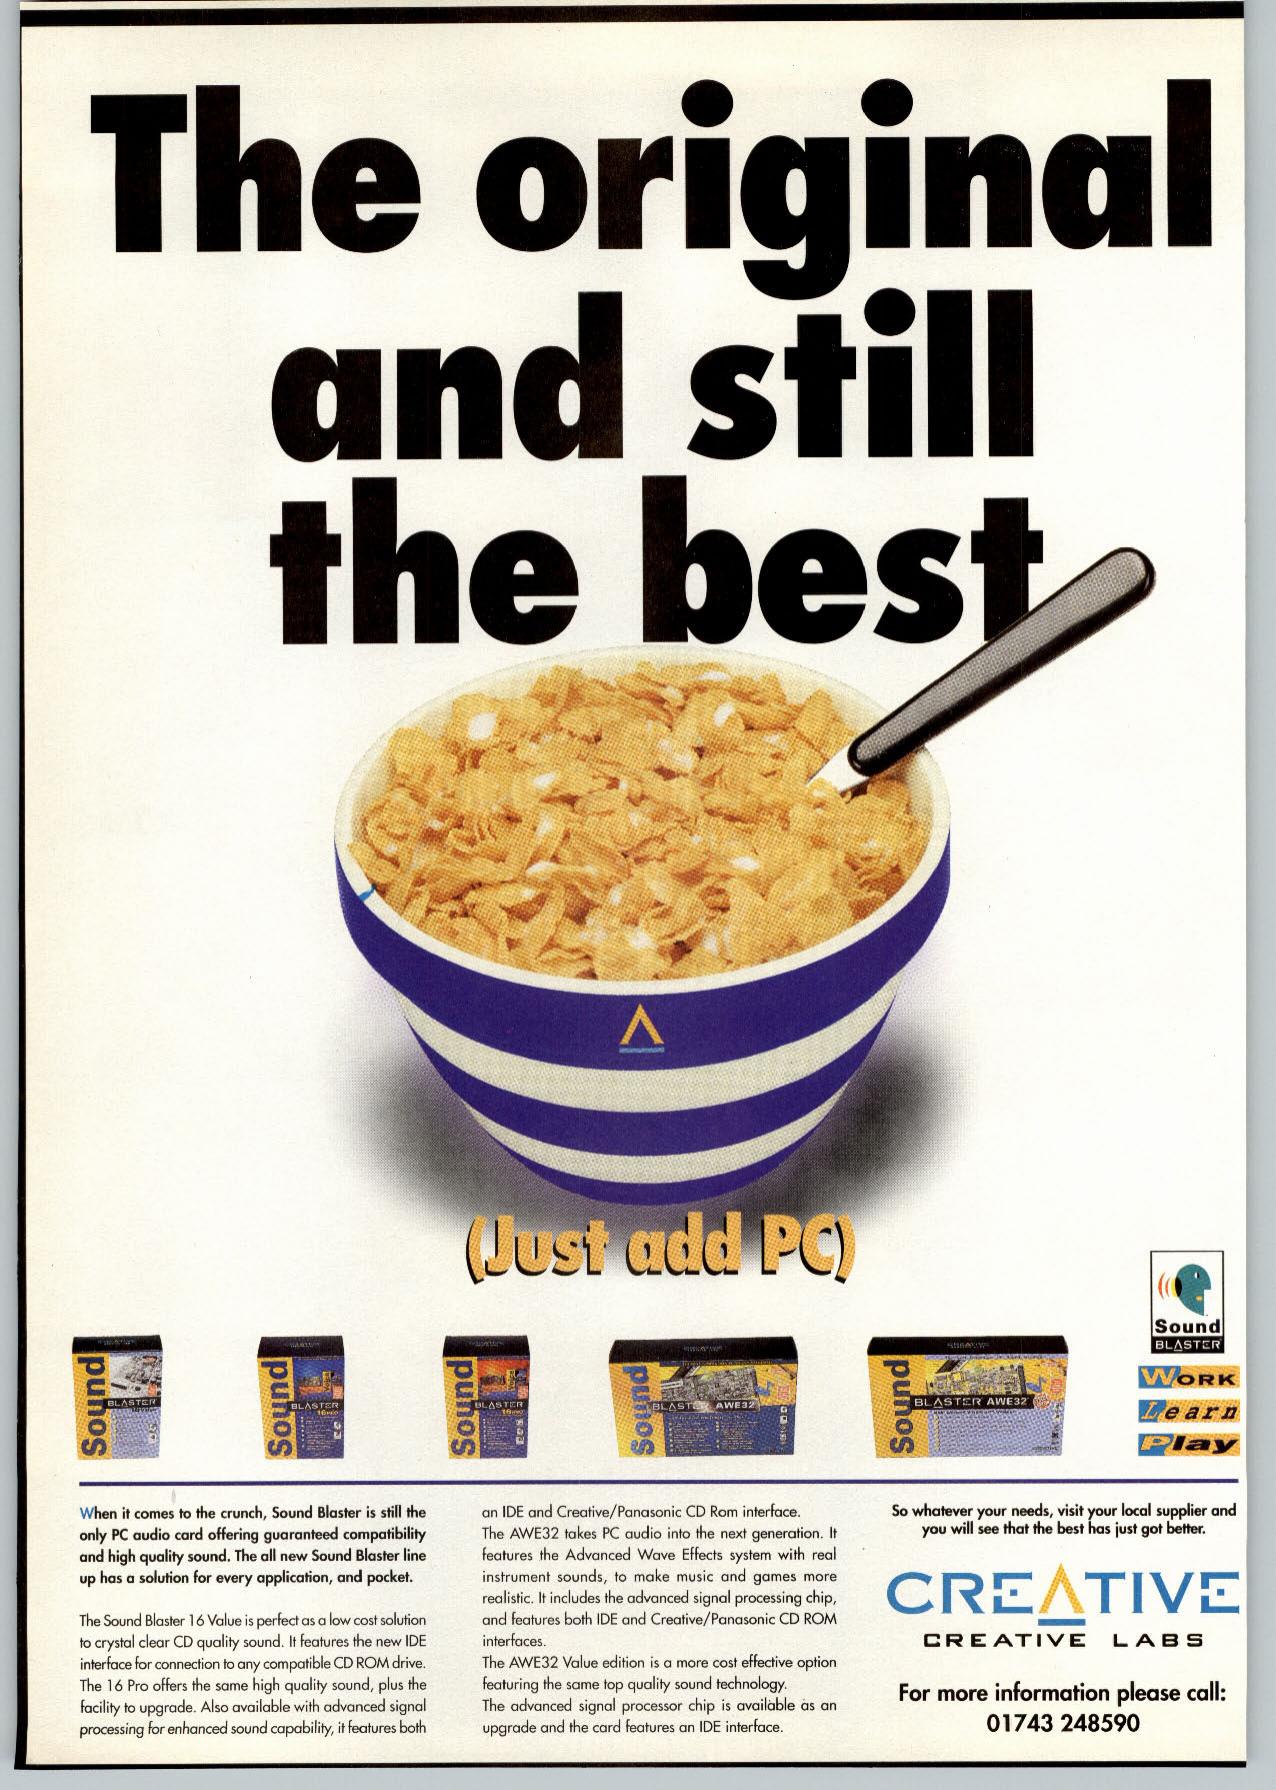 The original
and still
the best
(Just add PC)
Sound
BLASTER
Work
Learn
Play
Sound
BLASTER
Sound
BLASTER
Sound
BLASTER
Sound
BLASTER AWE32
Sound
BLASTER AWE32
When it comes to the crunch, Sound Blaster is still the
only PC audio card offering guaranteed compatibility
and high quality sound. The all new Sound Blaster line
up has a solution for every application, and pocket.
The Sound Blaster 16 Value is perfect as a low cost solution
to crystal clear CD quality sound. It features the new IDE
interface for connection to any compatible CD ROM drive.
The 16 Pro offers the same high quality sound, plus the
facility to upgrade. Also available with advanced signal
processing for enhanced sound capability, it features both
an IDE and Creative/Panasonic CD Rom interface.
The AWE32 takes PC audio into the next generation. It
features the Advanced Wave Effects system with real
instrument sounds, to make music and games more
realistic. It includes the advanced signal processing chip,
and features both IDE and Creative/Panasonic CD ROM
interfaces.
The AWE32 Value edition is a more cost effective option
featuring the same top quality sound technology.
The advanced signal processor chip is available as an
upgrade and the card features an IDE interface.
So whatever your needs, visit your local supplier and
you will see that the best has just got better.
CREATIVE
CREATIVE LABS
For more information please call:
01743 248590